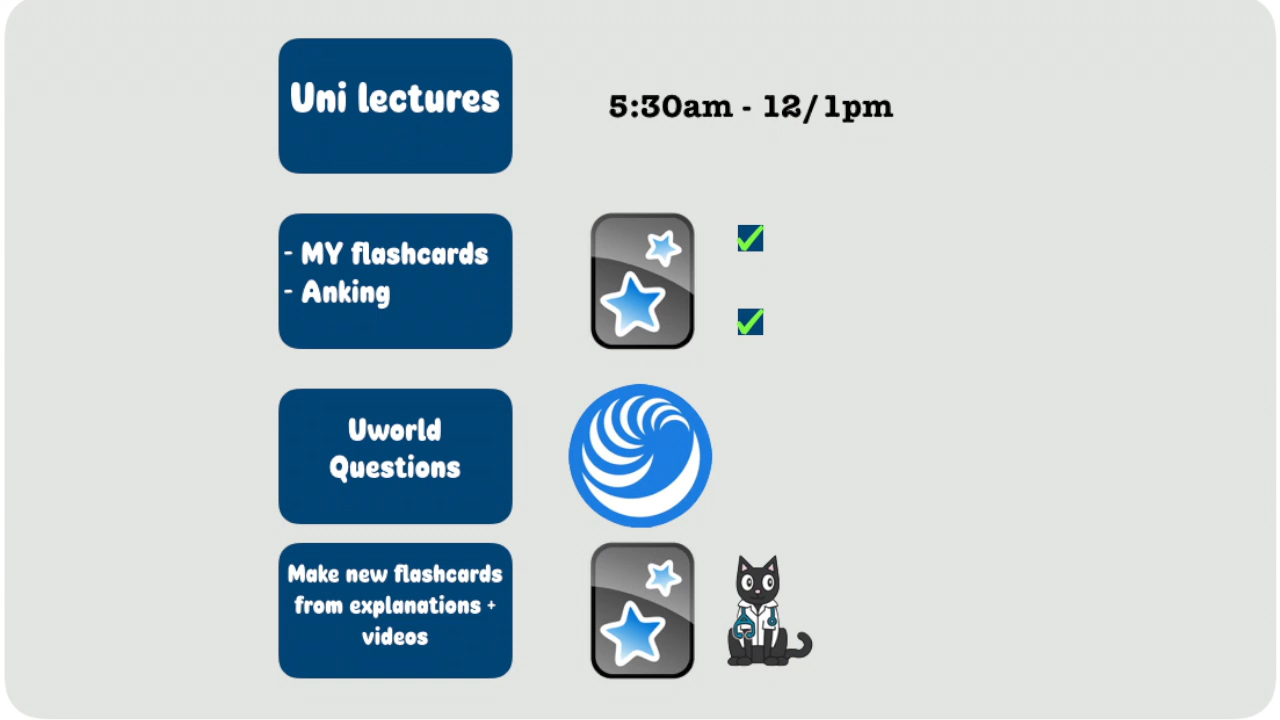 Uni lectures
5:30am - 12/1pm
- MY flashcards
- Anking
Uworld
Questions
Make new flashcards
from explanations +
videos